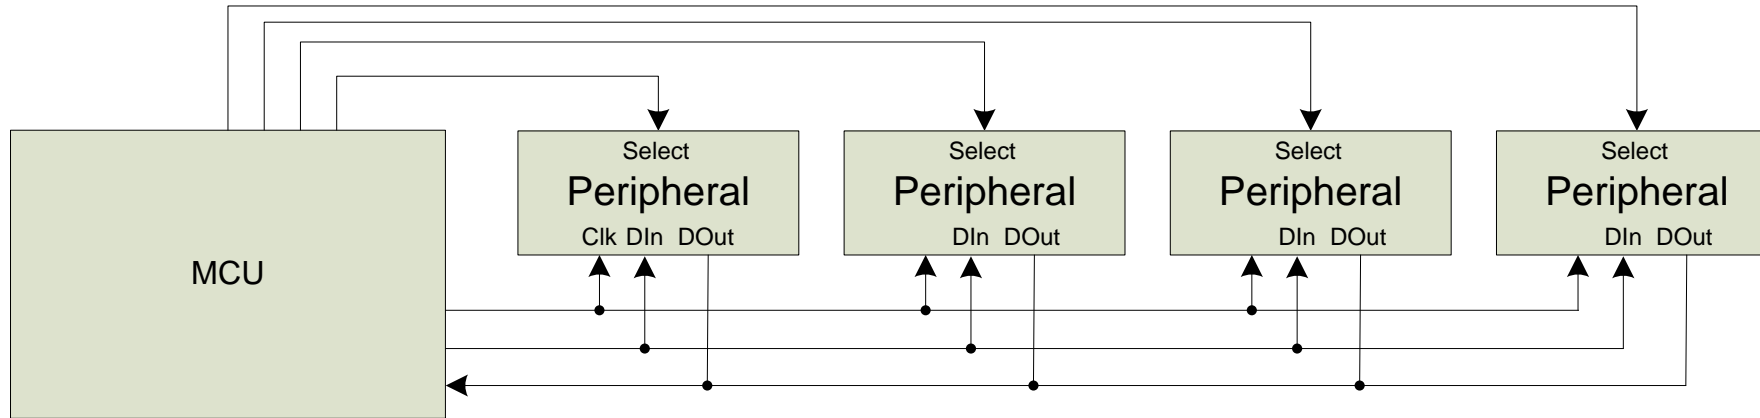 Select
Select
Select
Select
Peripheral
Peripheral
Peripheral
Peripheral
Clk DIn DOut
DIn DOut
DIn DOut
DIn DOut
MCU